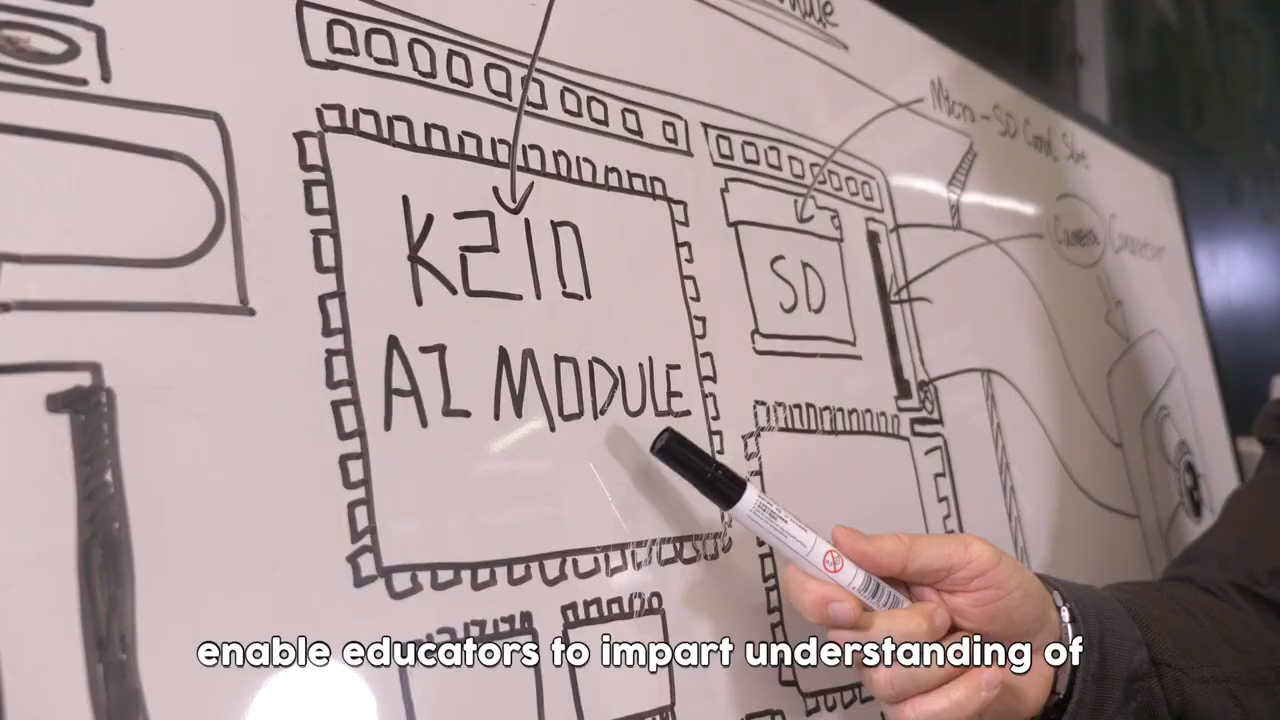 Micro-SD Card Slot
Camera Connector
K210
SD
AI MODULE
enable educators to impart understanding of